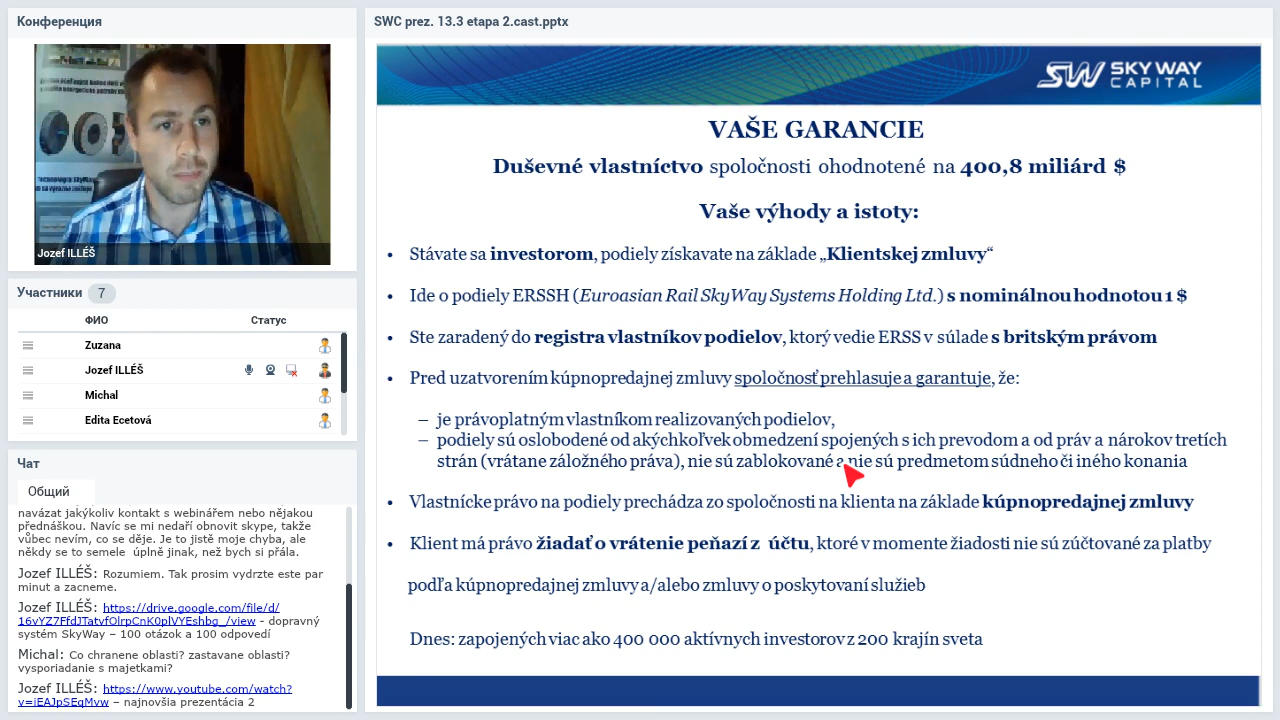 Конференция
Jozef ILLÉŠ
Участники 7
ФИО Статус
Zuzana
Jozef ILLÉŠ
Michal
Edita Ecetová
Чат
Общий
navázat jakýkoliv kontakt s webinářem nebo nějakou
přednáškou. Navíc se mi nedaří obnovit skype, takže
vůbec nevím, co se děje. Je to jistě moje chyba, ale
někdy se to semele úplně jinak, než bych si přála.
Jozef ILLÉŠ: Rozumiem. Tak prosim vydrzte este par
minut a zacneme.
Jozef ILLÉŠ: https://drive.google.com/file/d/
16vYZ7FfdJTatvfOlrpCnK0plVYEshbg_/view - dopravný
systém SkyWay – 100 otázok a 100 odpovedí
Michal: Co chranene oblasti? zastavane oblasti?
vysporiadanie s majetkami?
Jozef ILLÉŠ: https://www.youtube.com/watch?
v=iEAJpSEqMvw – najnovšia prezentácia 2
SWC prez. 13.3 etapa 2.cast.pptx
SW SKY WAY
CAPITAL
VAŠE GARANCIE
Duševné vlastníctvo spoločnosti ohodnotené na 400,8 miliárd $
Vaše výhody a istoty:
• Stávate sa investorom, podiely získavate na základe „Klientskej zmluvy“
• Ide o podiely ERSSH (Euroasian Rail SkyWay Systems Holding Ltd.) s nominálnou hodnotou 1 $
• Ste zaradený do registra vlastníkov podielov, ktorý vedie ERSS v súlade s britským právom
• Pred uzatvorením kúpnopredajnej zmluvy spoločnosť prehlasuje a garantuje, že:
– je právoplatným vlastníkom realizovaných podielov,
– podiely sú oslobodené od akýchkoľvek obmedzení spojených s ich prevodom a od práv a nárokov tretích
strán (vrátane záložného práva), nie sú zablokované a nie sú predmetom súdneho či iného konania
• Vlastnícke právo na podiely prechádza zo spoločnosti na klienta na základe kúpnopredajnej zmluvy
• Klient má právo žiadať o vrátenie peňazí z účtu, ktoré v momente žiadosti nie sú zúčtované za platby
podľa kúpnopredajnej zmluvy a/alebo zmluvy o poskytovaní služieb
Dnes: zapojených viac ako 400 000 aktívnych investorov z 200 krajín sveta